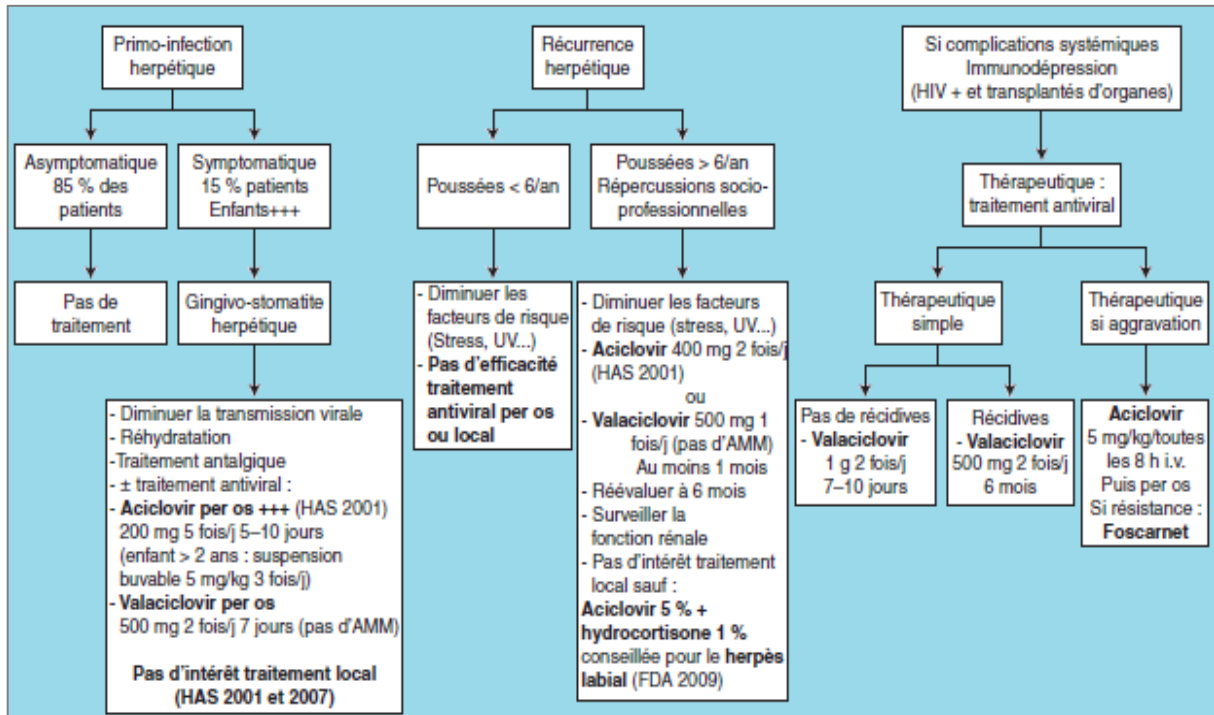 Primo-infection
herpétique
Asymptomatique
85 % des
patients
Symptomatique
15 % patients
Enfants+++
Pas de
traitement
Gingivo-stomatite
herpétique
- Diminuer la transmission virale
- Réhydratation
-Traitement antalgique
- ± traitement antiviral :
- Aciclovir per os +++ (HAS 2001)
200 mg 5 fois/j 5–10 jours
(enfant > 2 ans : suspension
buvable 5 mg/kg 3 fois/j)
- Valaciclovir per os
500 mg 2 fois/j 7 jours (pas d'AMM)
Pas d'intérêt traitement local
(HAS 2001 et 2007)
Récurrence
herpétique
Poussées < 6/an
Poussées > 6/an
Répercussions socio-
professionnelles
- Diminuer les
facteurs de risque
(Stress, UV...)
- Pas d'efficacité
traitement
antiviral per os
ou local
- Diminuer les facteurs
de risque (stress, UV...)
- Aciclovir 400 mg 2 fois/j
(HAS 2001)
ou
- Valaciclovir 500 mg 1
fois/j (pas d'AMM)
Au moins 1 mois
- Réévaluer à 6 mois
- Surveiller la
fonction rénale
- Pas d'intérêt traitement
local sauf :
Aciclovir 5 % +
hydrocortisone 1 %
conseillée pour le herpès
labial (FDA 2009)
Si complications systémiques
Immunodépression
(HIV + et transplantés d'organes)
Thérapeutique :
traitement antiviral
Thérapeutique
simple
Thérapeutique
si aggravation
Pas de récidives
- Valaciclovir
1 g 2 fois/j
7–10 jours
Récidives
- Valaciclovir
500 mg 2 fois/j
6 mois
Aciclovir
5 mg/kg/toutes
les 8 h i.v.
Puis per os
Si résistance :
Foscarnet